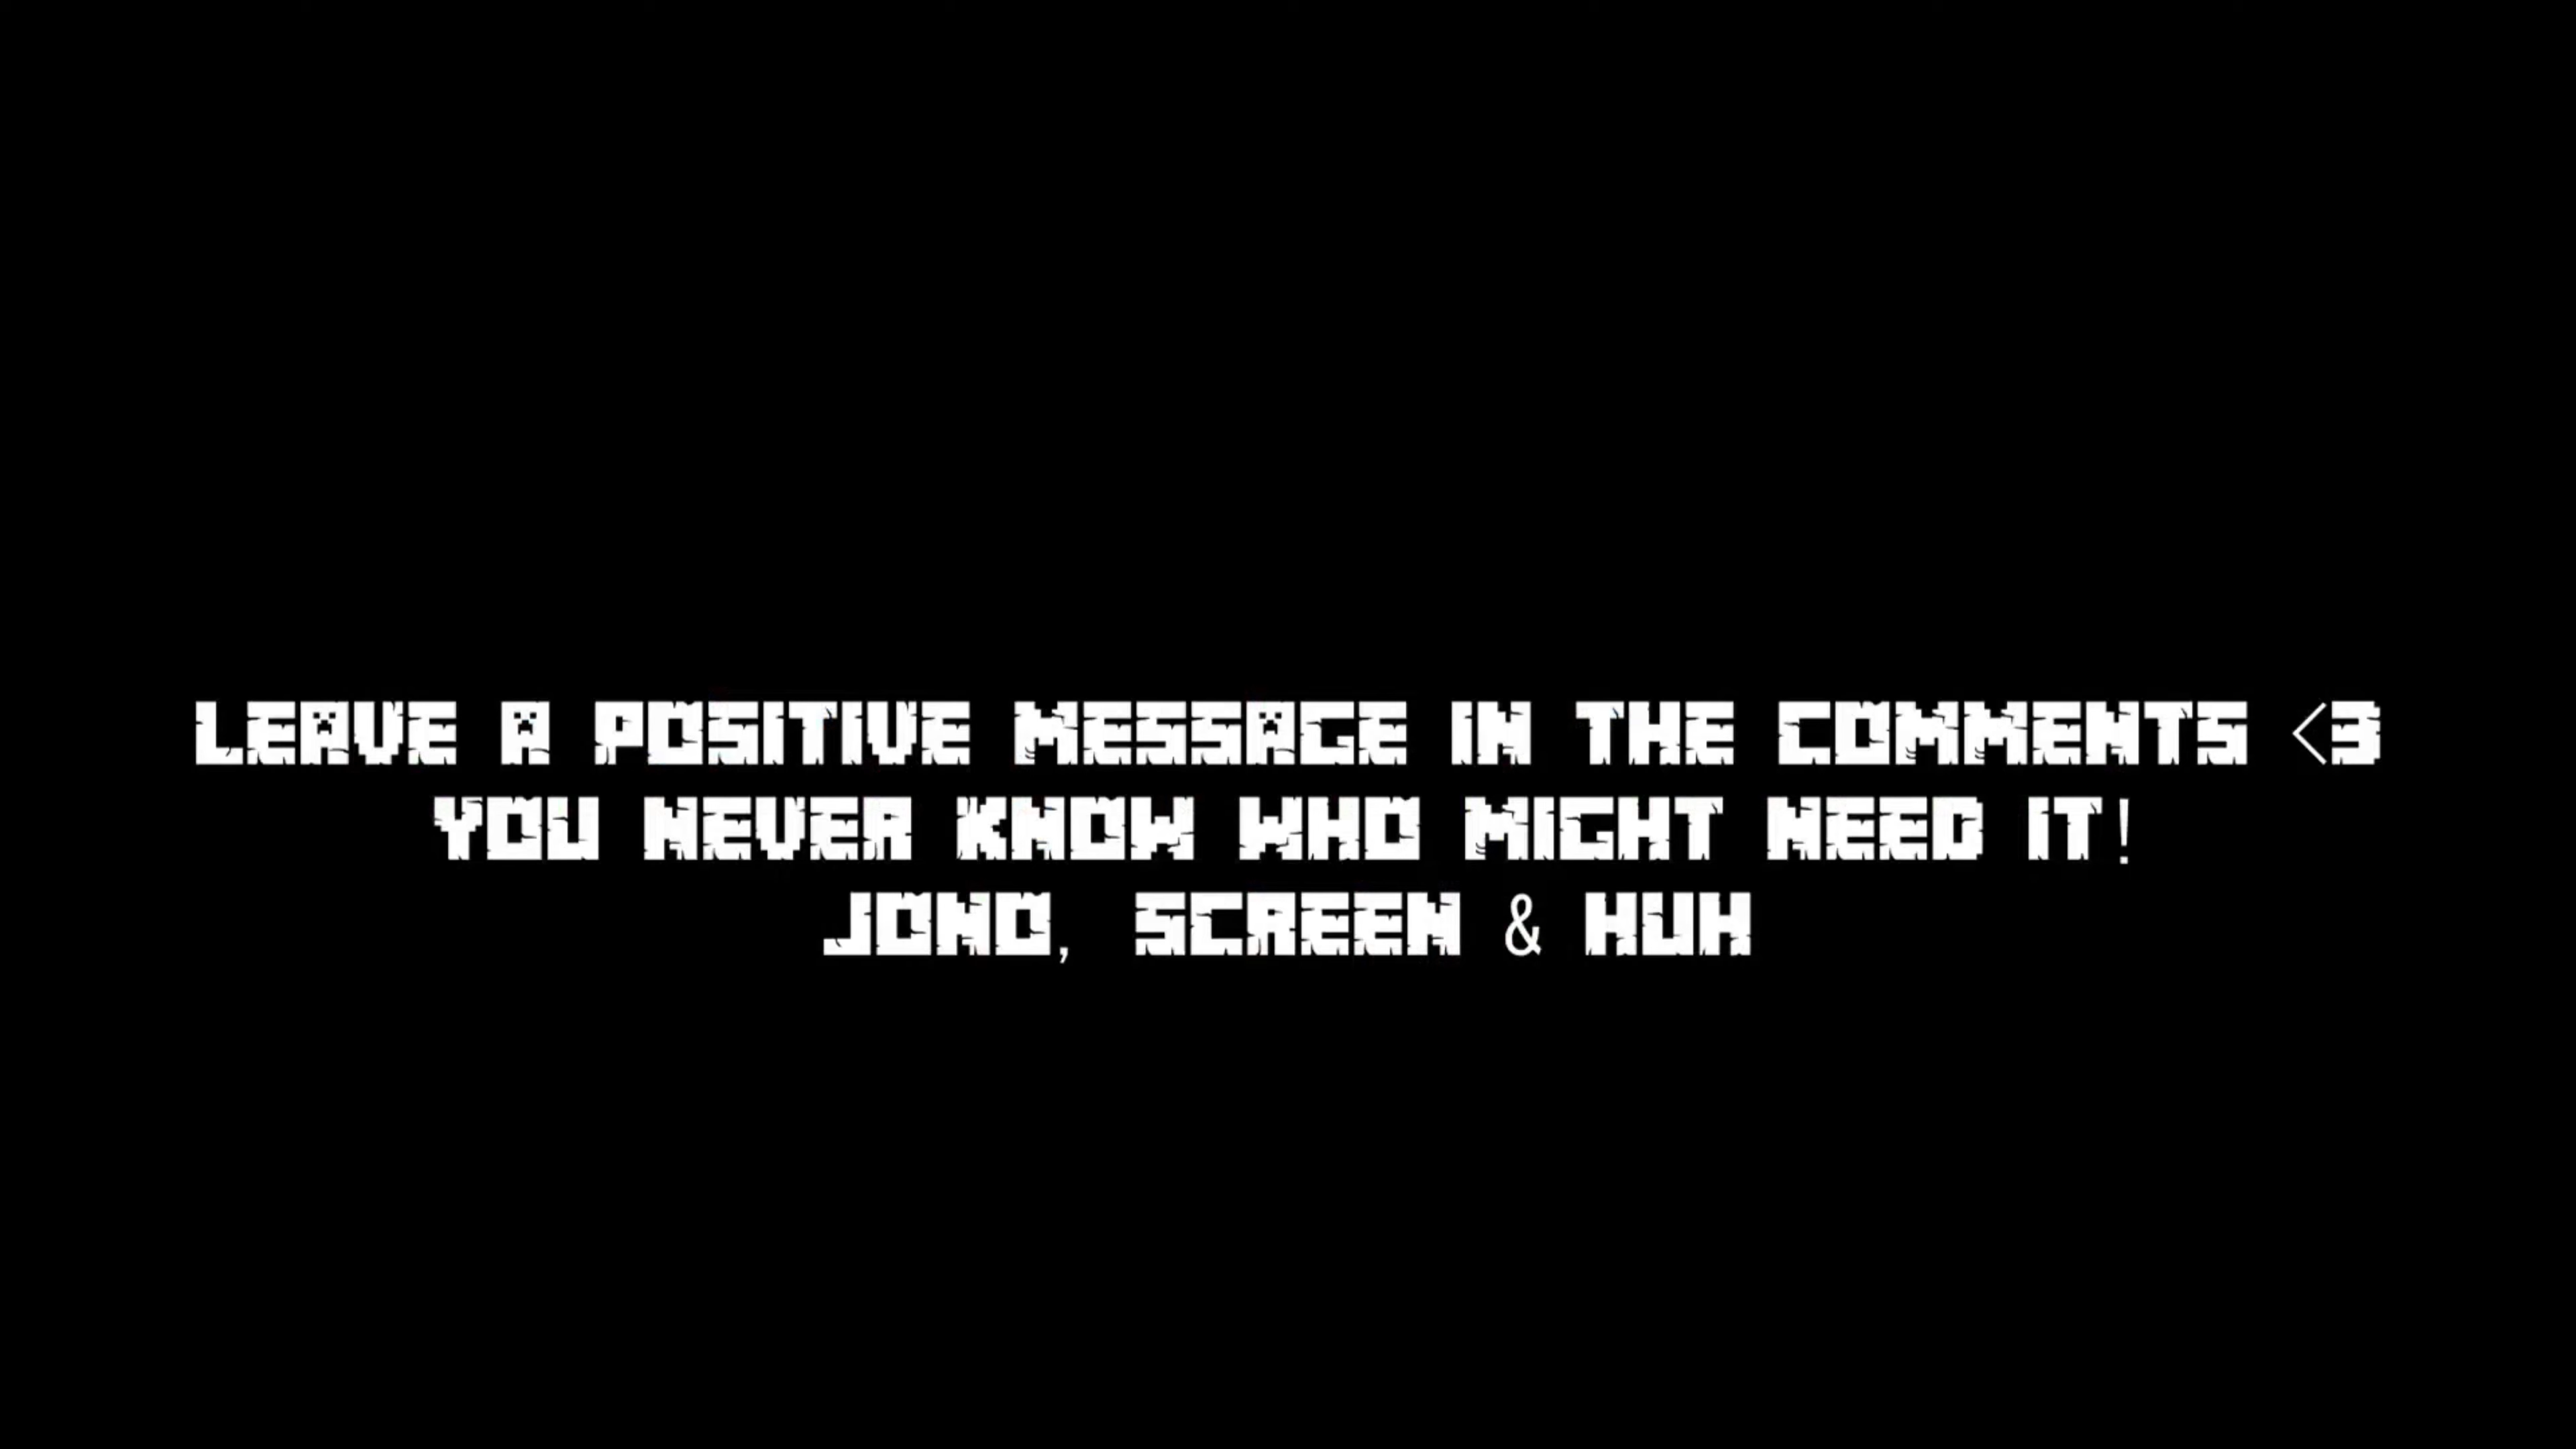 LEAVE A POSITIVE MESSAGE IN THE COMMENTS <3
YOU NEVER KNOW WHO MIGHT NEED IT!
JONO, SCREEN & HUH